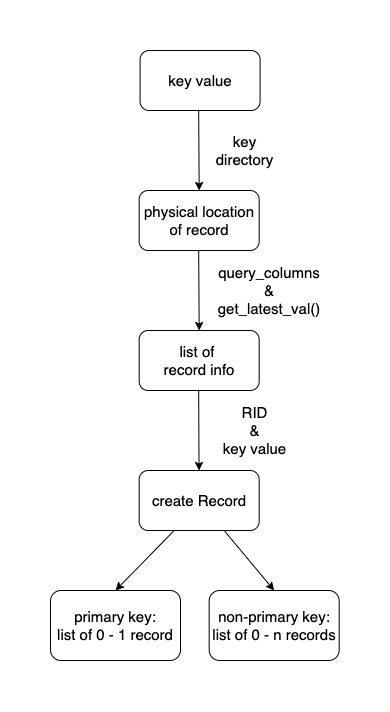 key value
key
directory
physical location
of record
query_columns
&
get_latest_val()
list of
record info
RID
&
key value
create Record
primary key:
list of 0 - 1 record
non-primary key:
list of 0 - n records